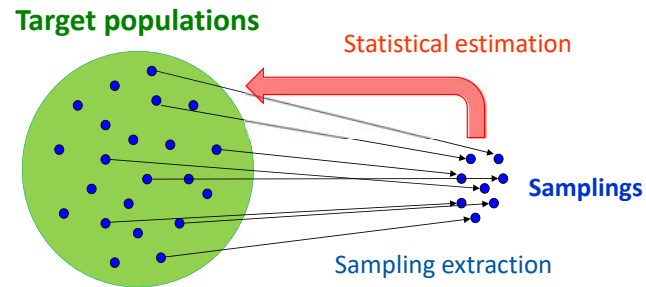 Target populations
Statistical estimation
Samplings
Sampling extraction